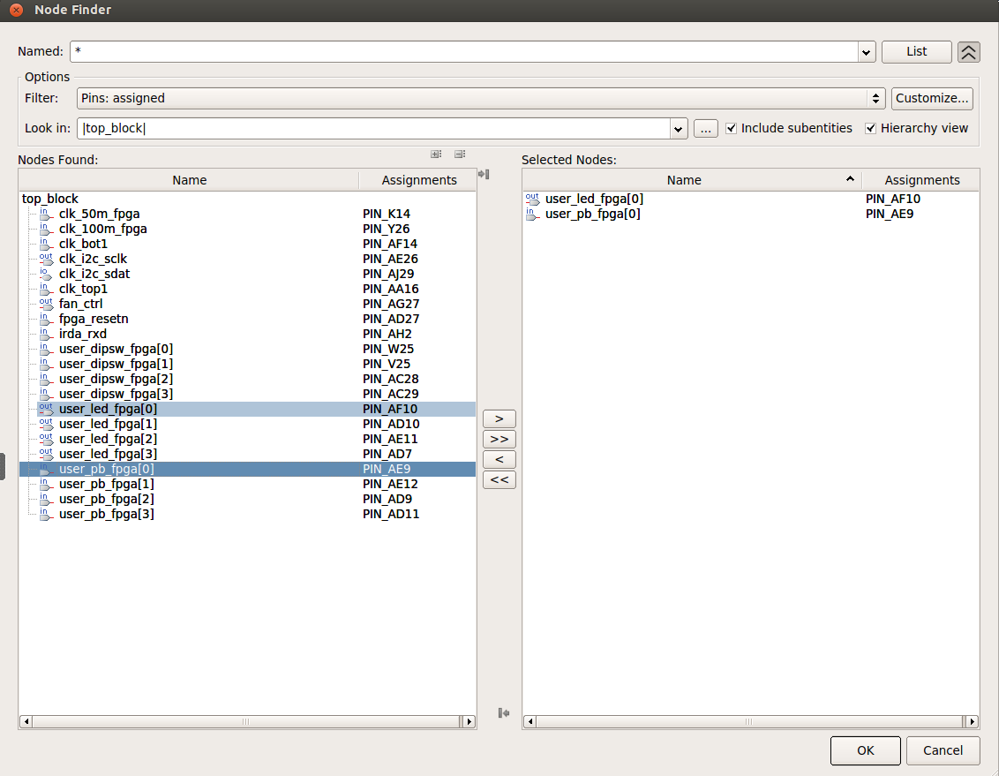 Node Finder
Named: * List
Options
Filter: Pins: assigned Customize...
Look in: |top_block| ... Include subentities Hierarchy view
Nodes Found:
Name Assignments
top_block
in clk_50m_fpga PIN_K14
in clk_100m_fpga PIN_Y26
in clk_bot1 PIN_AF14
out clk_i2c_sclk PIN_AE26
io clk_i2c_sdat PIN_AJ29
in clk_top1 PIN_AA16
out fan_ctrl PIN_AG27
in fpga_resetn PIN_AD27
in irda_rxd PIN_AH2
in user_dipsw_fpga[0] PIN_W25
in user_dipsw_fpga[1] PIN_V25
in user_dipsw_fpga[2] PIN_AC28
in user_dipsw_fpga[3] PIN_AC29
out user_led_fpga[0] PIN_AF10
out user_led_fpga[1] PIN_AD10
out user_led_fpga[2] PIN_AE11
out user_led_fpga[3] PIN_AD7
in user_pb_fpga[0] PIN_AE9
in user_pb_fpga[1] PIN_AE12
in user_pb_fpga[2] PIN_AD9
in user_pb_fpga[3] PIN_AD11
>
>>
<
<<
Selected Nodes:
Name Assignments
out user_led_fpga[0] PIN_AF10
in user_pb_fpga[0] PIN_AE9
OK Cancel